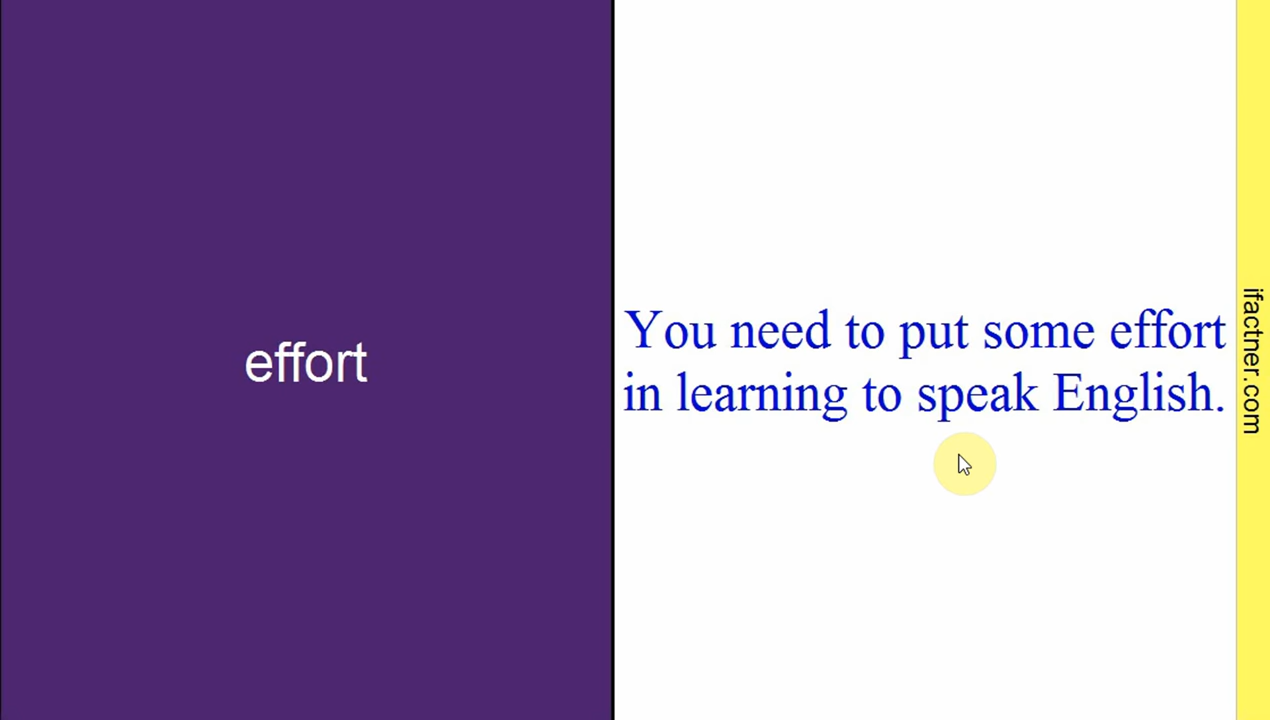 effort
You need to put some effort
in learning to speak English.
ifactner.com